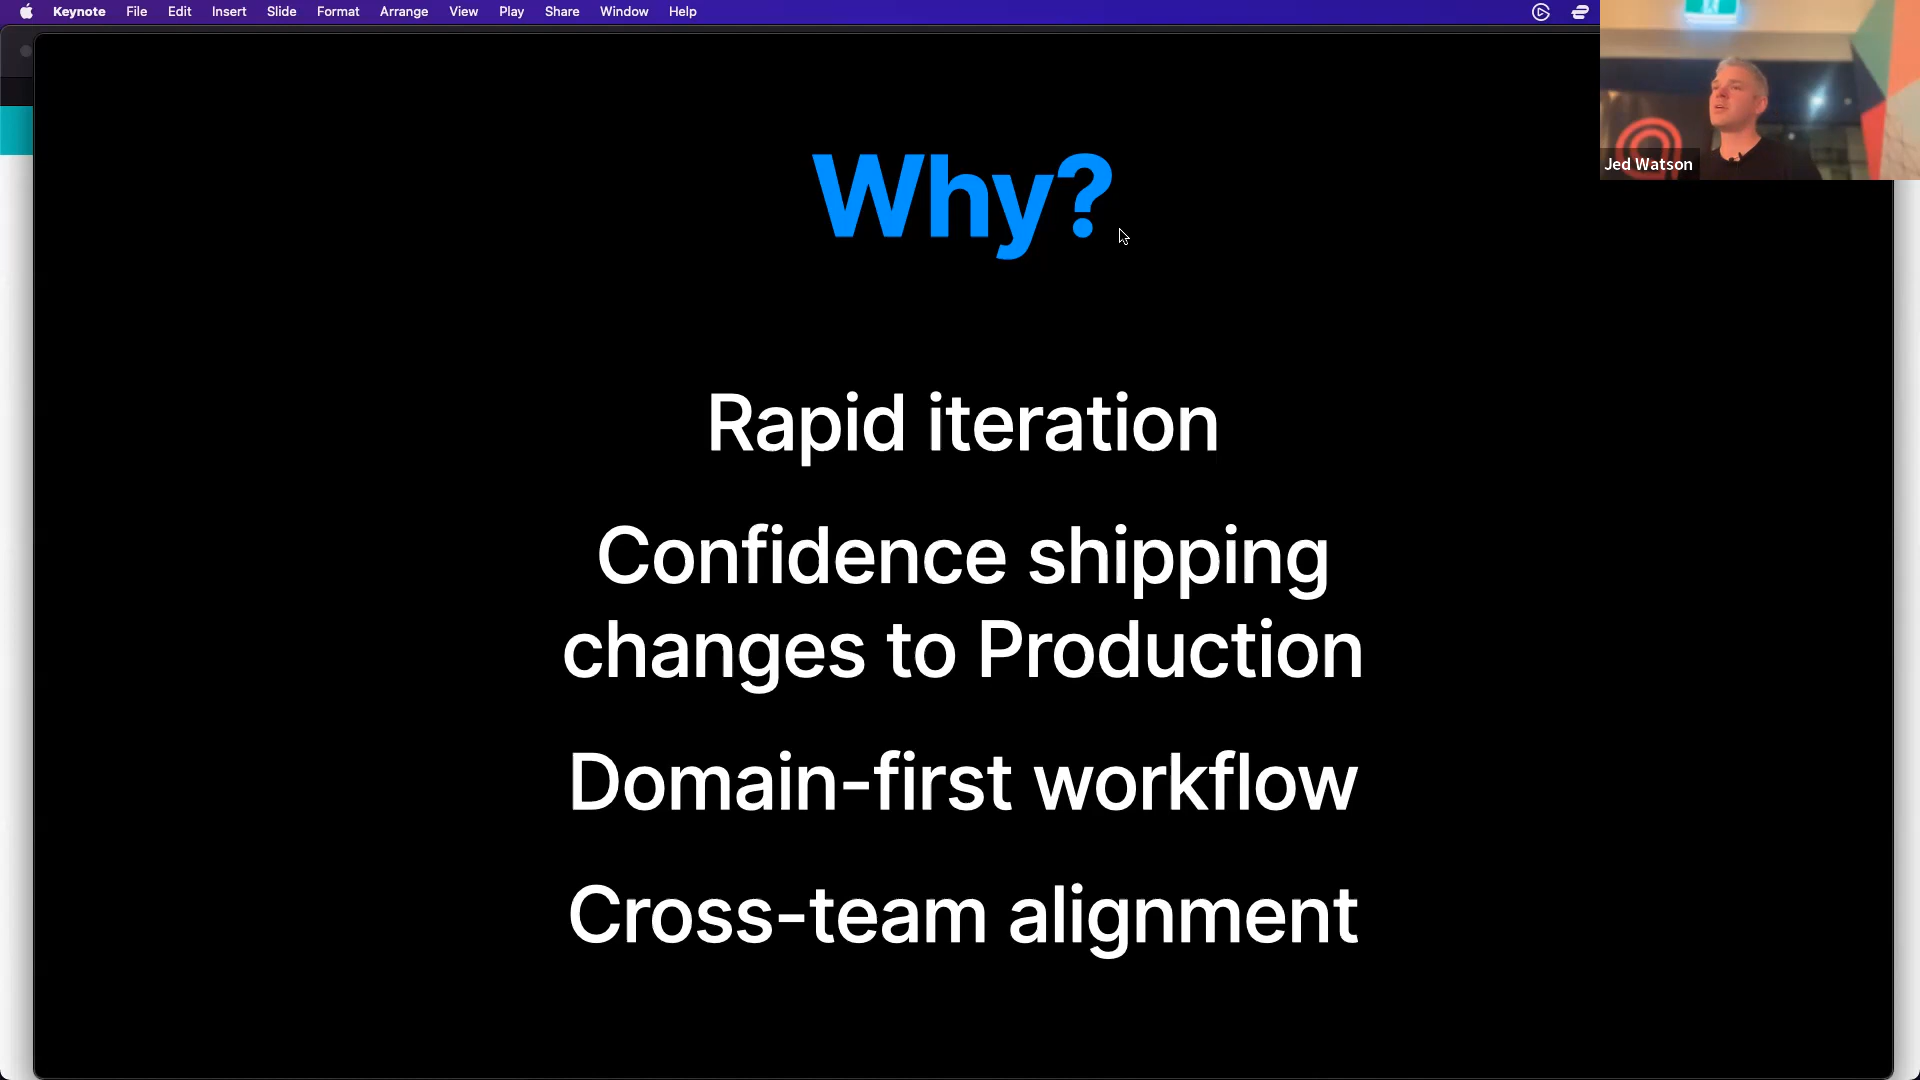 Keynote File Edit Insert Slide Format Arrange View Play Share Window Help
Jed Watson
Why?
Rapid iteration
Confidence shipping
changes to Production
Domain-first workflow
Cross-team alignment